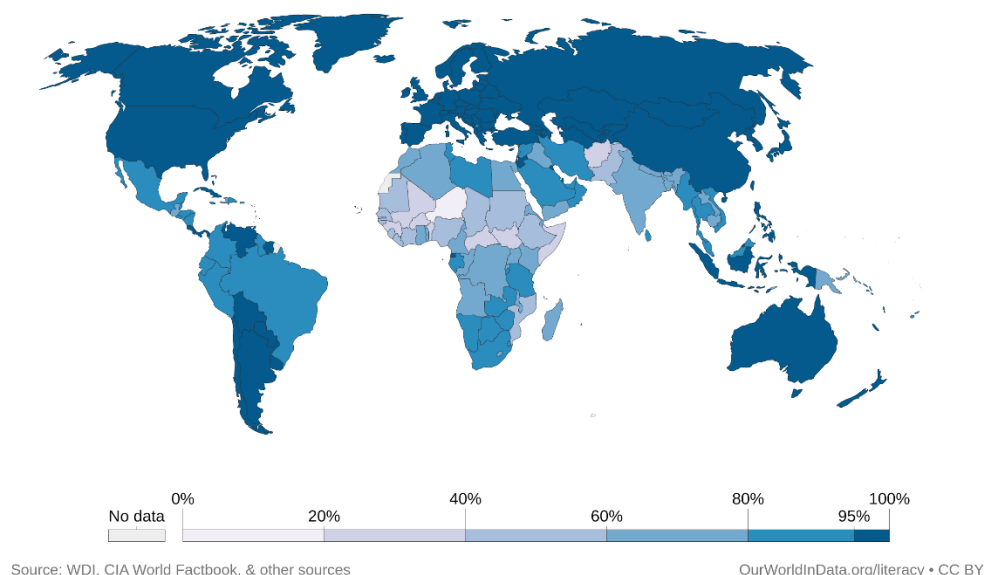 0% 40% 80% 100%
No data 20% 60% 95%
Source: WDI, CIA World Factbook, & other sources OurWorldInData.org/literacy • CC BY